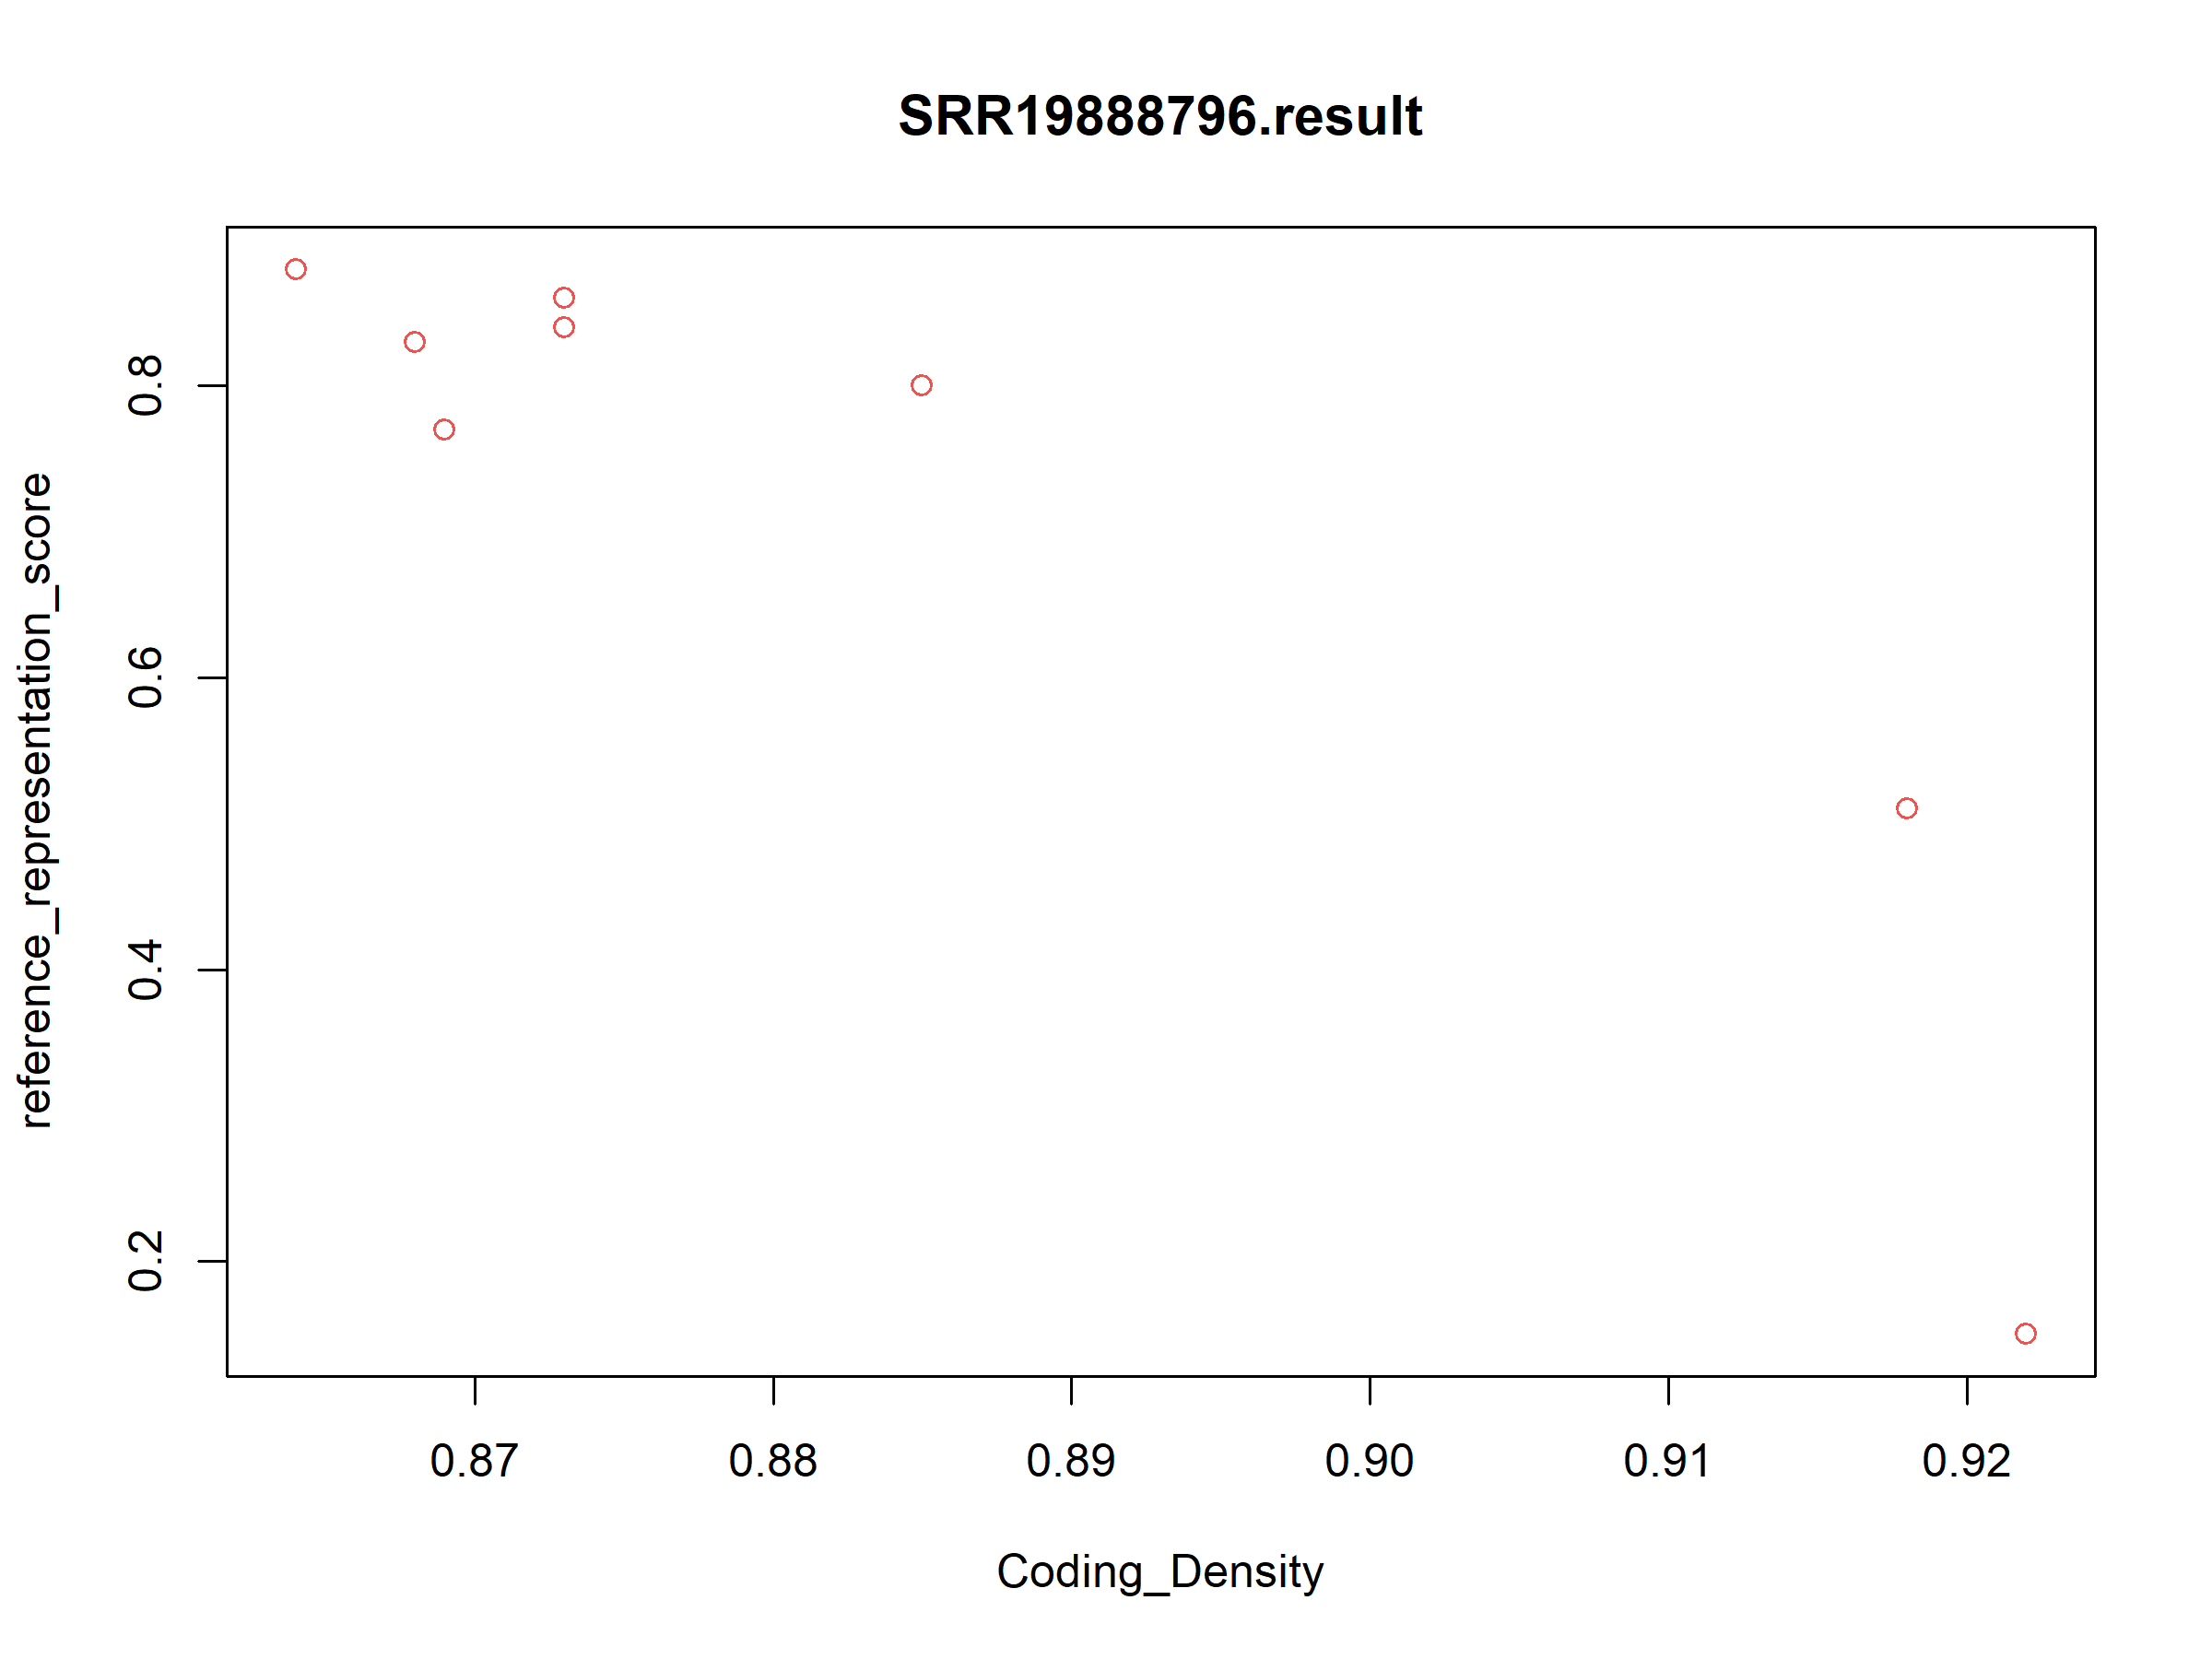 SRR19888796.result
reference_representation_score
0.8
0.6
0.4
0.2
0.87 0.88 0.89 0.90 0.91 0.92
Coding_Density